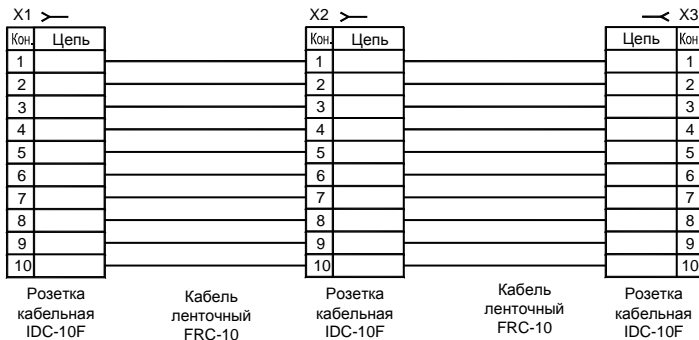 X1 X2 X3
Кон. Цепь Кон. Цепь Цепь Кон
1 1 1
2 2 2
3 3 3
4 4 4
5 5 5
6 6 6
7 7 7
8 8 8
9 9 9
10 10 10
Розетка
кабельная
IDC-10F
Кабель
ленточный
FRC-10
Розетка
кабельная
IDC-10F
Кабель
ленточный
FRC-10
Розетка
кабельная
IDC-10F